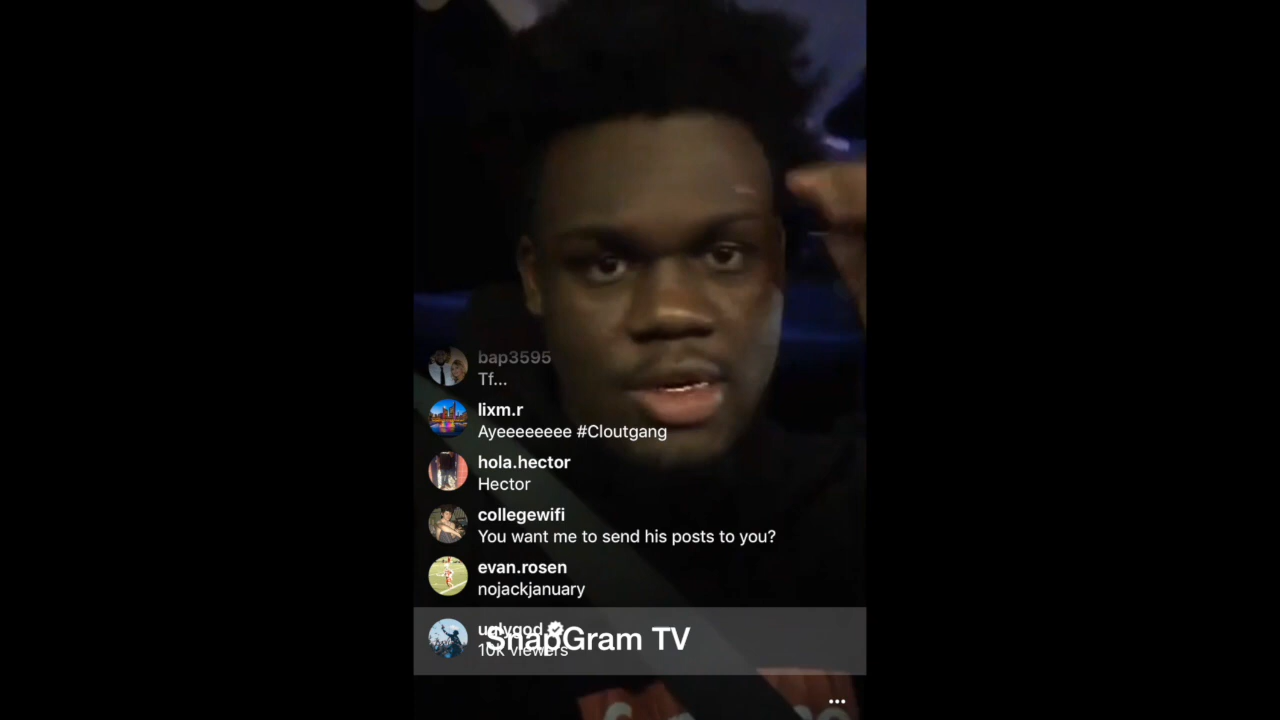 bap3595
Tf...
lixm.r
Ayeeeeeeee #Cloutgang
hola.hector
Hector
collegewifi
You want me to send his posts to you?
evan.rosen
nojackjanuary
uglygod
SnapGram TV
10k viewers